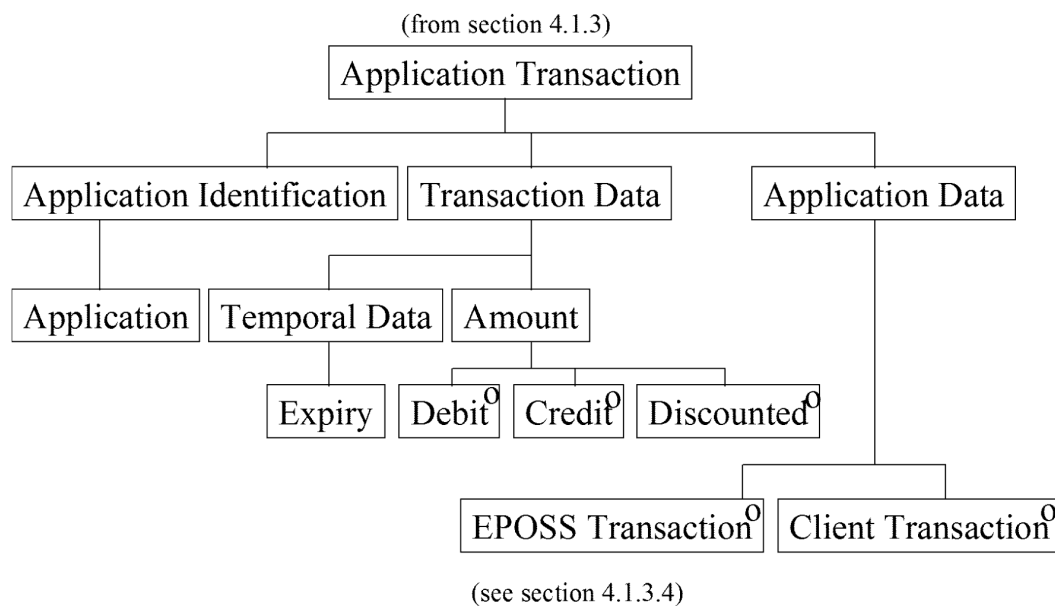 (from section 4.1.3)
Application Transaction
Application Identification
Transaction Data
Application Data
Application
Temporal Data
Amount
Expiry
Debit o
Credit o
Discounted o
EPOSS Transaction o
Client Transaction o
(see section 4.1.3.4)